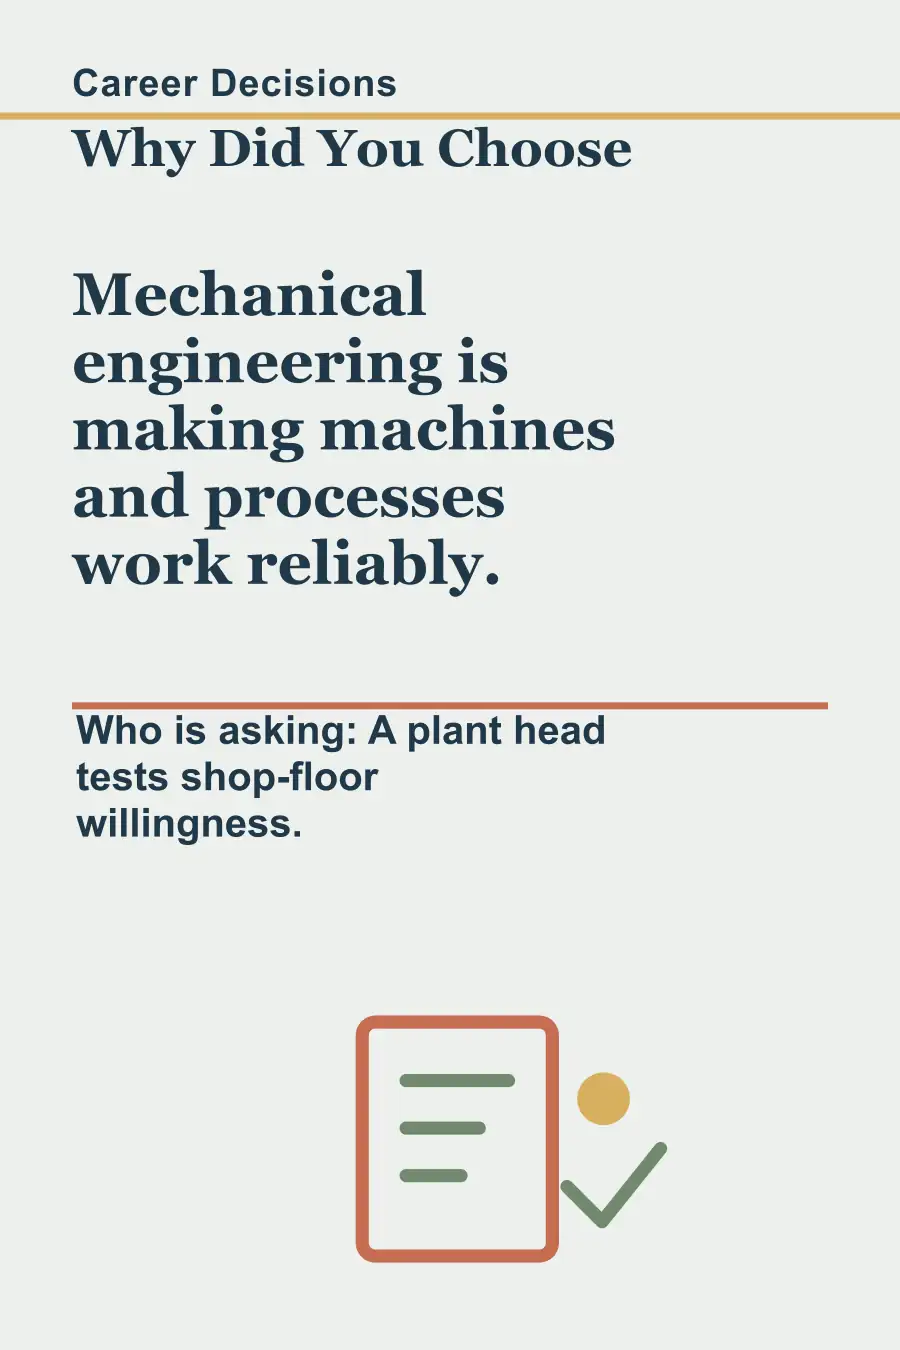 Career Decisions
Why Did You Choose
Mechanical
engineering is
making machines
and processes
work reliably.
Who is asking: A plant head
tests shop-floor
willingness.